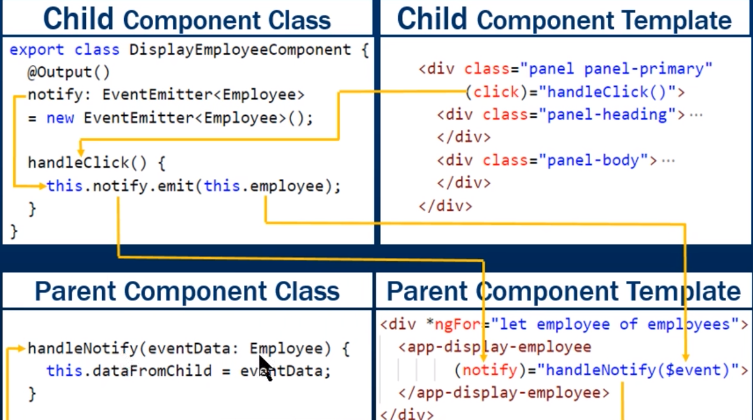 Child Component Class
export class DisplayEmployeeComponent {
@Output()
notify: EventEmitter<Employee>
= new EventEmitter<Employee>();
handleClick() {
this.notify.emit(this.employee);
}
}
Child Component Template
<div class="panel panel-primary"
(click)="handleClick()">
<div class="panel-heading">...
</div>
<div class="panel-body">...
</div>
</div>
Parent Component Class
handleNotify(eventData: Employee) {
this.dataFromChild = eventData;
}
Parent Component Template
<div *ngFor="let employee of employees">
<app-display-employee
(notify)="handleNotify($event)">
</app-display-employee>
</div>